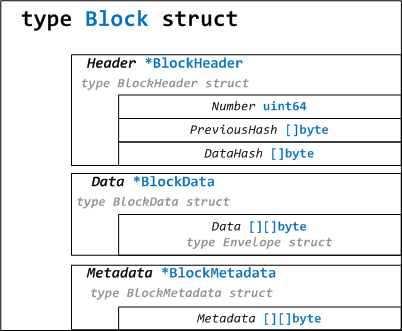 type Block struct
Header *BlockHeader
type BlockHeader struct
Number uint64
PreviousHash []byte
DataHash []byte
Data *BlockData
type BlockData struct
Data [][]byte
type Envelope struct
Metadata *BlockMetadata
type BlockMetadata struct
Metadata [][]byte